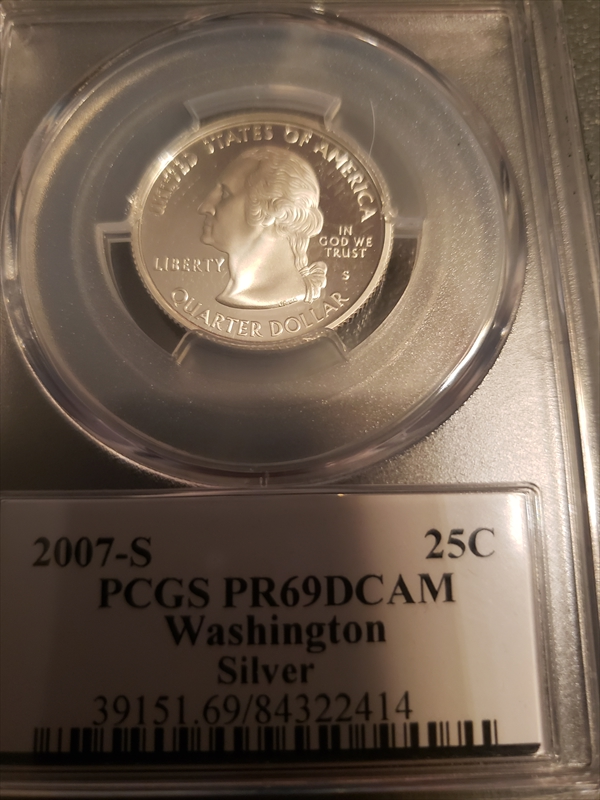 UNITED STATES OF AMERICA
LIBERTY
IN
GOD WE
TRUST
S
QUARTER DOLLAR
2007-S 25C
PCGS PR69DCAM
Washington
Silver
39151.69/84322414